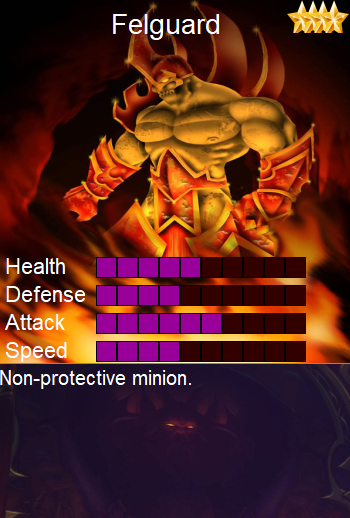 Felguard
Health
Defense
Attack
Speed
Non-protective minion.